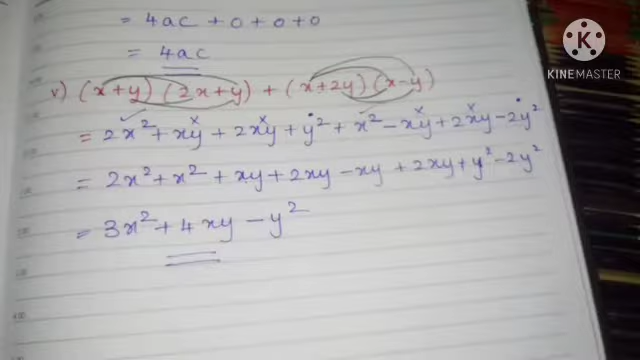 = 4ac + 0 + 0 + 0
= 4ac
v) (x+y) (2x+y) + (x+2y) (x-y)
= 2x² + xy + 2xy + y² + x² - xy + 2xy - 2y²
= 2x² + x² + xy + 2xy - xy + 2xy + y² - 2y²
= 3x² + 4xy - y²
KINEMASTER